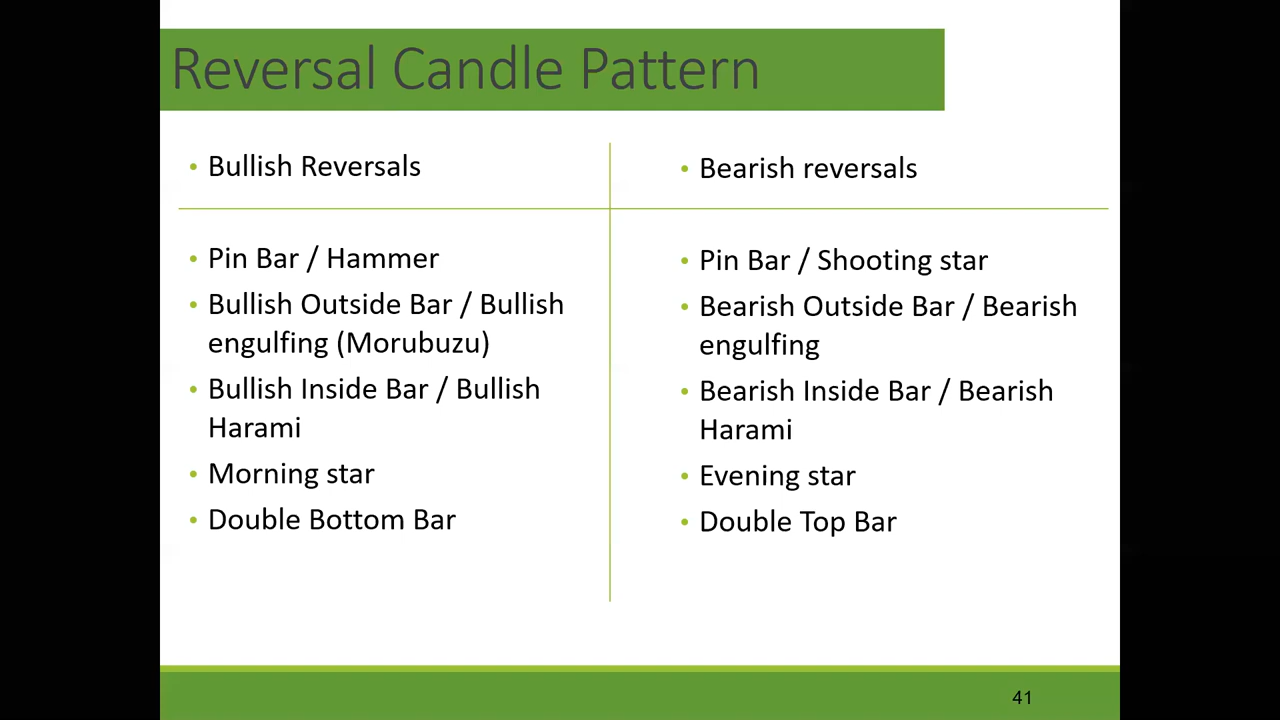 Reversal Candle Pattern
• Bullish Reversals
• Pin Bar / Hammer
• Bullish Outside Bar / Bullish
engulfing (Morubuzu)
• Bullish Inside Bar / Bullish
Harami
• Morning star
• Double Bottom Bar
• Bearish reversals
• Pin Bar / Shooting star
• Bearish Outside Bar / Bearish
engulfing
• Bearish Inside Bar / Bearish
Harami
• Evening star
• Double Top Bar
41